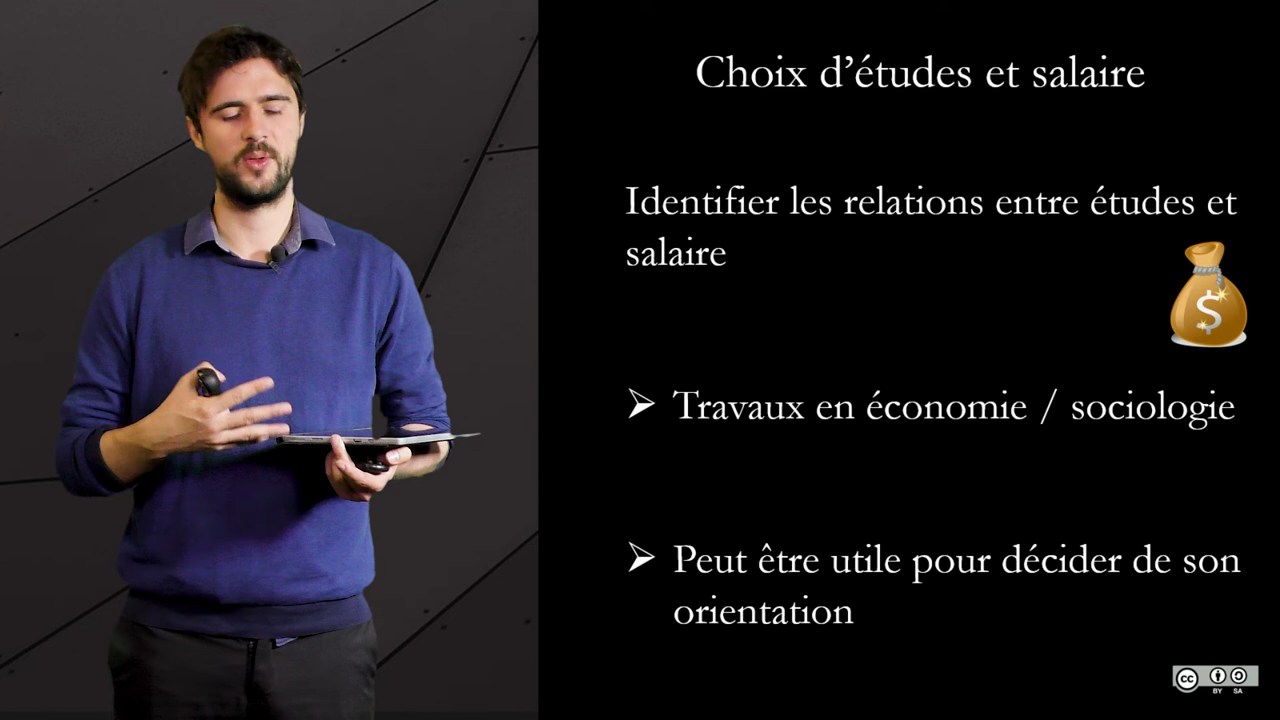 Choix d’études et salaire
Identifier les relations entre études et
salaire
$
➢ Travaux en économie / sociologie
➢ Peut être utile pour décider de son
orientation
cc
BY SA